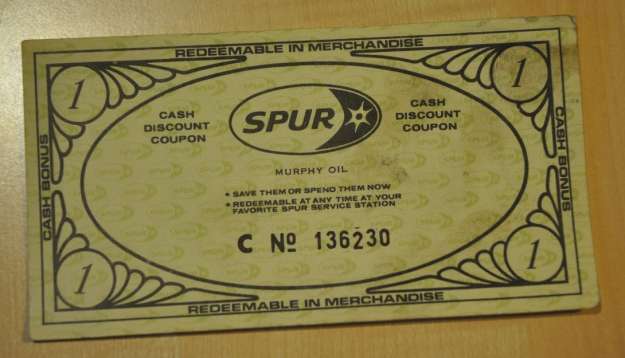 REDEEMABLE IN MERCHANDISE
1
1
CASH BONUS
CASH
DISCOUNT
COUPON
SPUR
CASH
DISCOUNT
COUPON
CASH BONUS
MURPHY OIL
• SAVE THEM OR SPEND THEM NOW
• REDEEMABLE AT ANY TIME AT YOUR
FAVORITE SPUR SERVICE STATION
C Nº 136230
1
1
REDEEMABLE IN MERCHANDISE